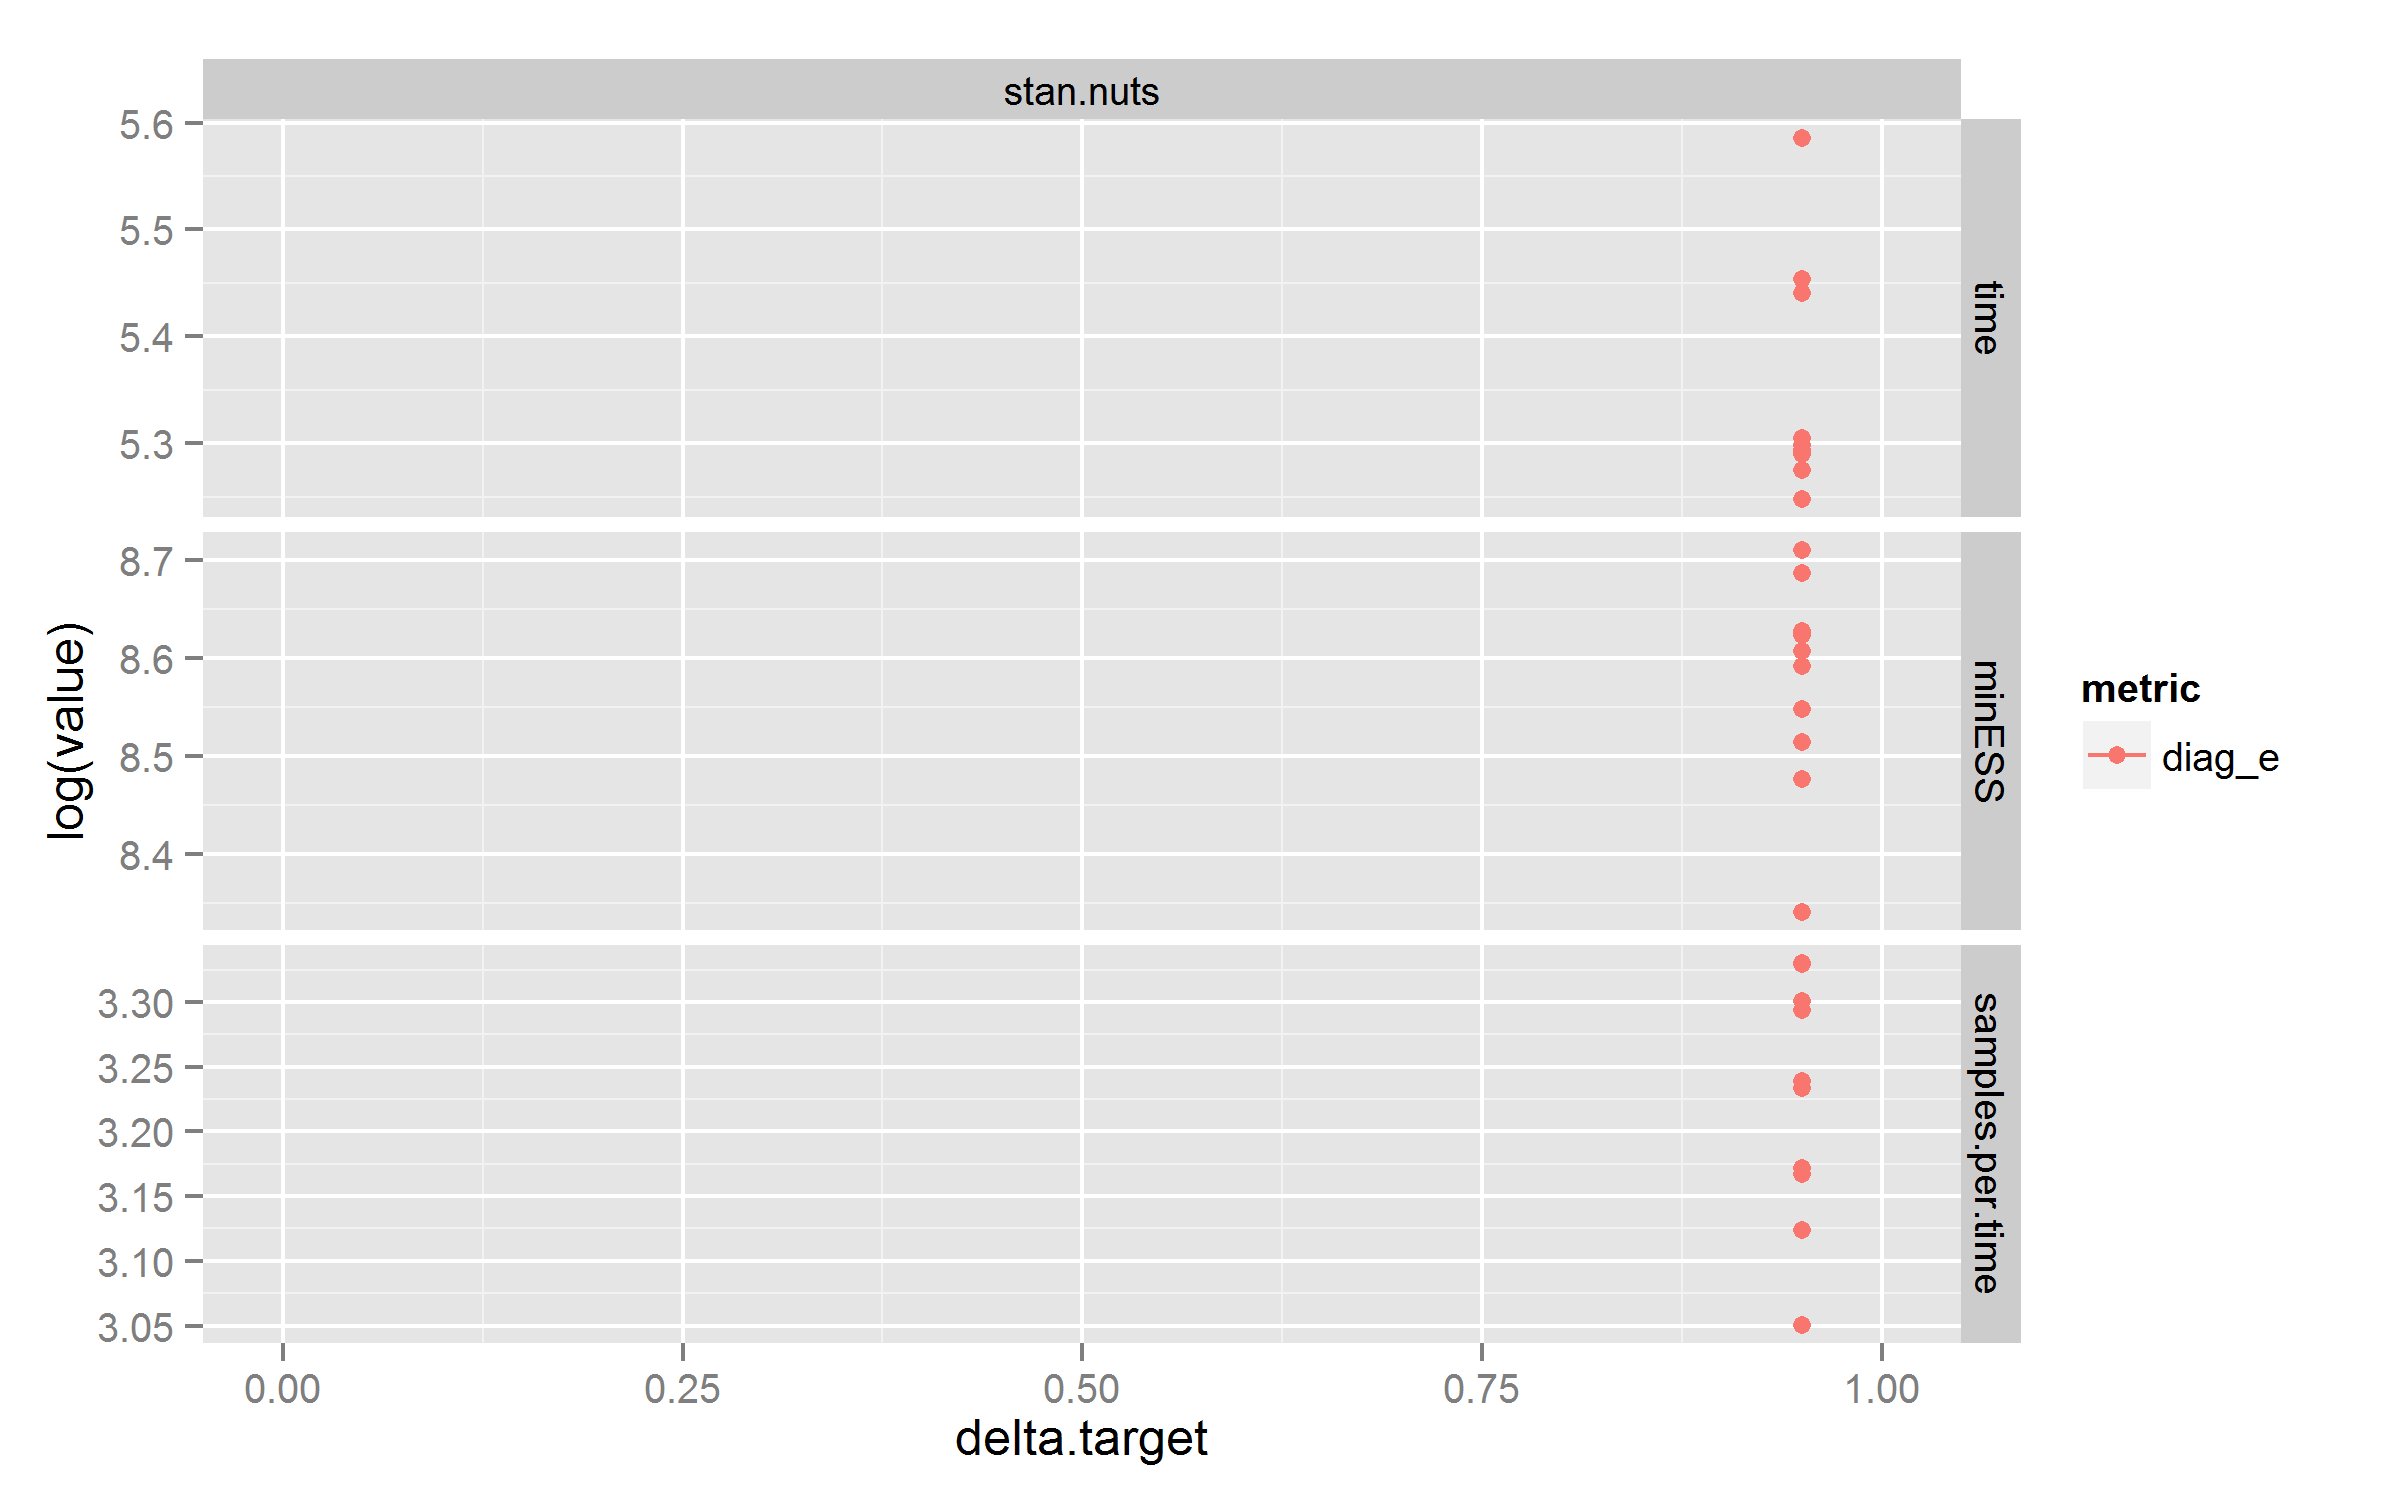 stan.nuts
5.6
5.5
5.4
5.3
time
8.7
8.6
8.5
8.4
minESS
3.30
3.25
3.20
3.15
3.10
3.05
samples.per.time
log(value)
0.00 0.25 0.50 0.75 1.00
delta.target
metric
diag_e